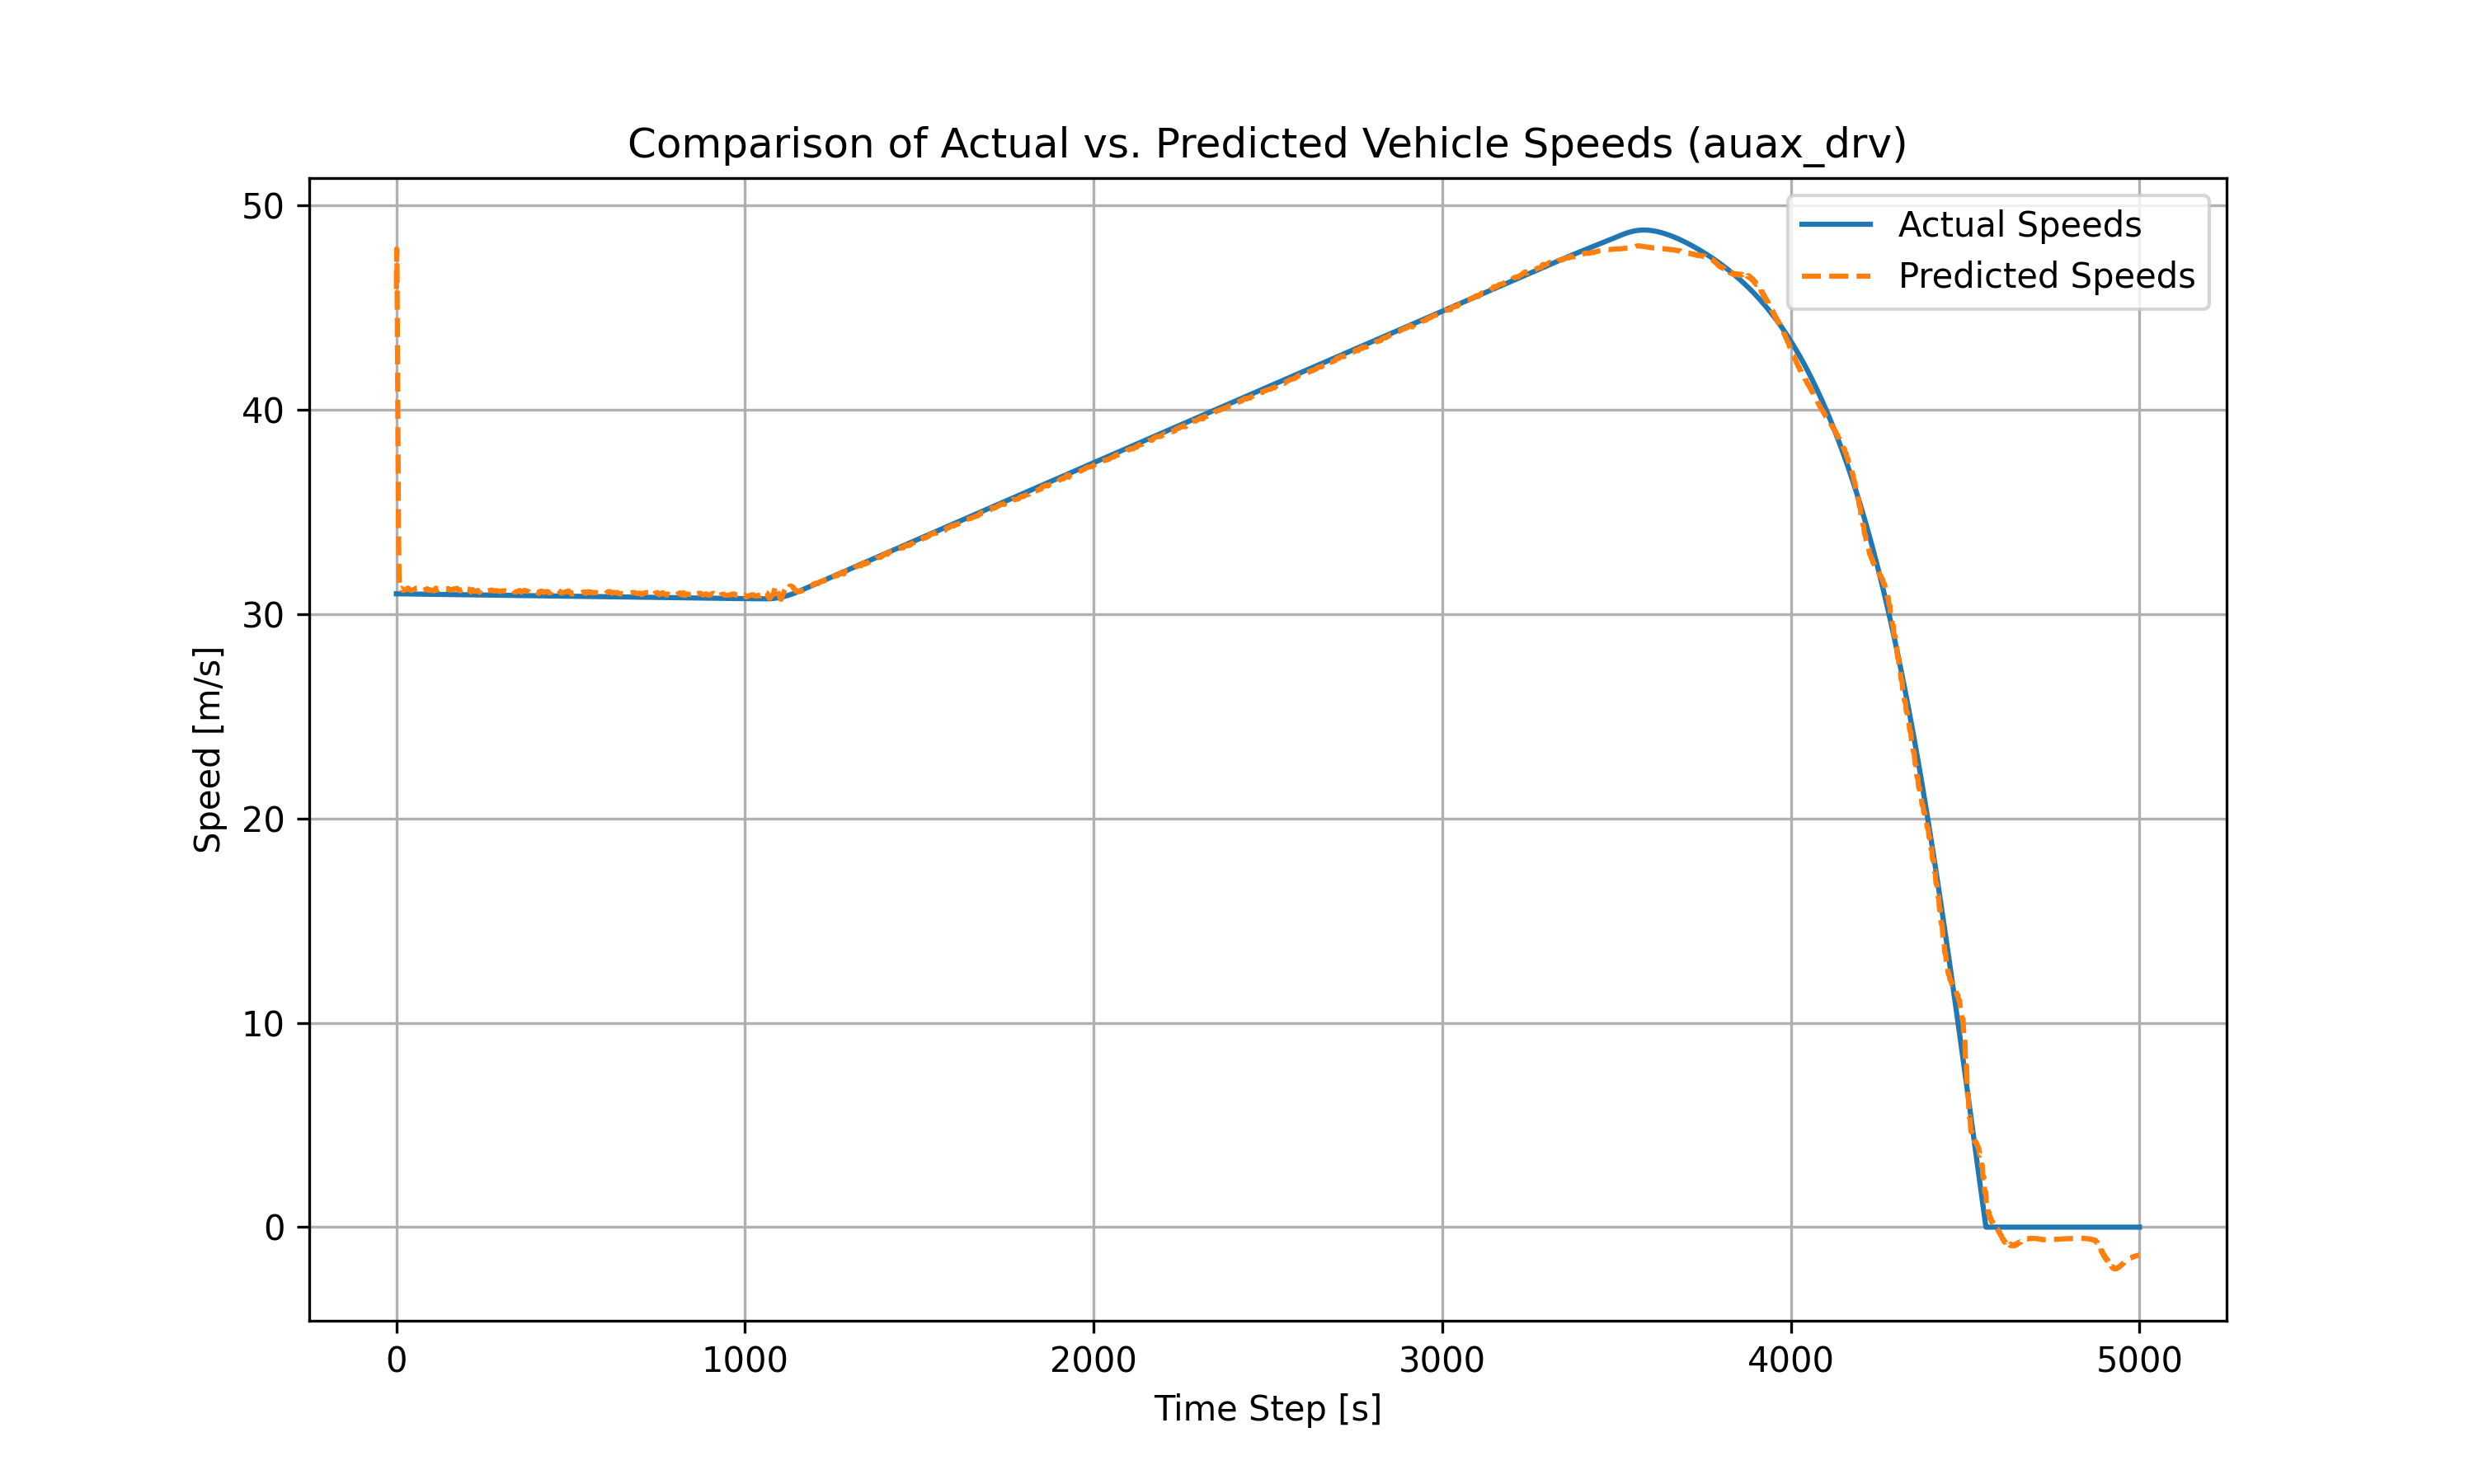 Comparison of Actual vs. Predicted Vehicle Speeds (auax_drv)
Actual Speeds
Predicted Speeds
Speed [m/s]
50
40
30
20
10
0
0 1000 2000 3000 4000 5000
Time Step [s]